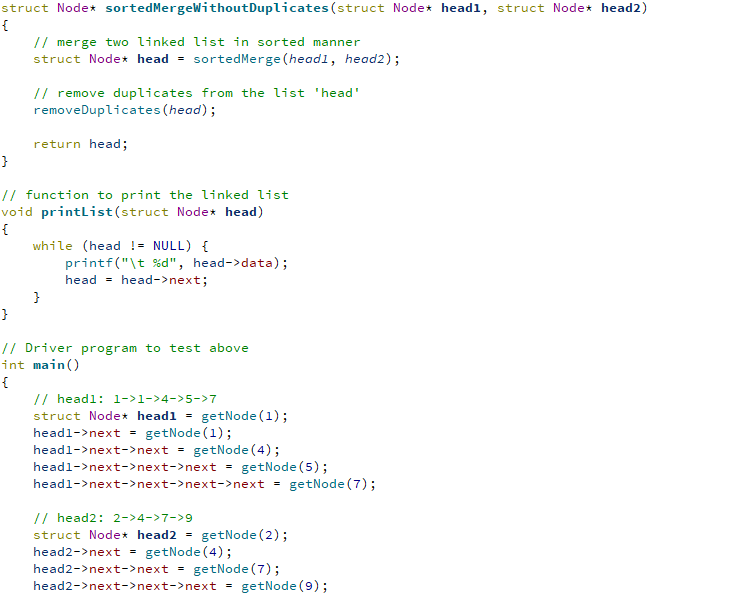 struct Node* sortedMergeWithoutDuplicates(struct Node* head1, struct Node* head2)
{
    // merge two linked list in sorted manner
    struct Node* head = sortedMerge(head1, head2);

    // remove duplicates from the list 'head'
    removeDuplicates(head);

    return head;
}

// function to print the linked list
void printList(struct Node* head)
{
    while (head != NULL) {
        printf("\t %d", head->data);
        head = head->next;
    }
}

// Driver program to test above
int main()
{
    // head1: 1->1->4->5->7
    struct Node* head1 = getNode(1);
    head1->next = getNode(1);
    head1->next->next = getNode(4);
    head1->next->next->next = getNode(5);
    head1->next->next->next->next = getNode(7);

    // head2: 2->4->7->9
    struct Node* head2 = getNode(2);
    head2->next = getNode(4);
    head2->next->next = getNode(7);
    head2->next->next->next = getNode(9);